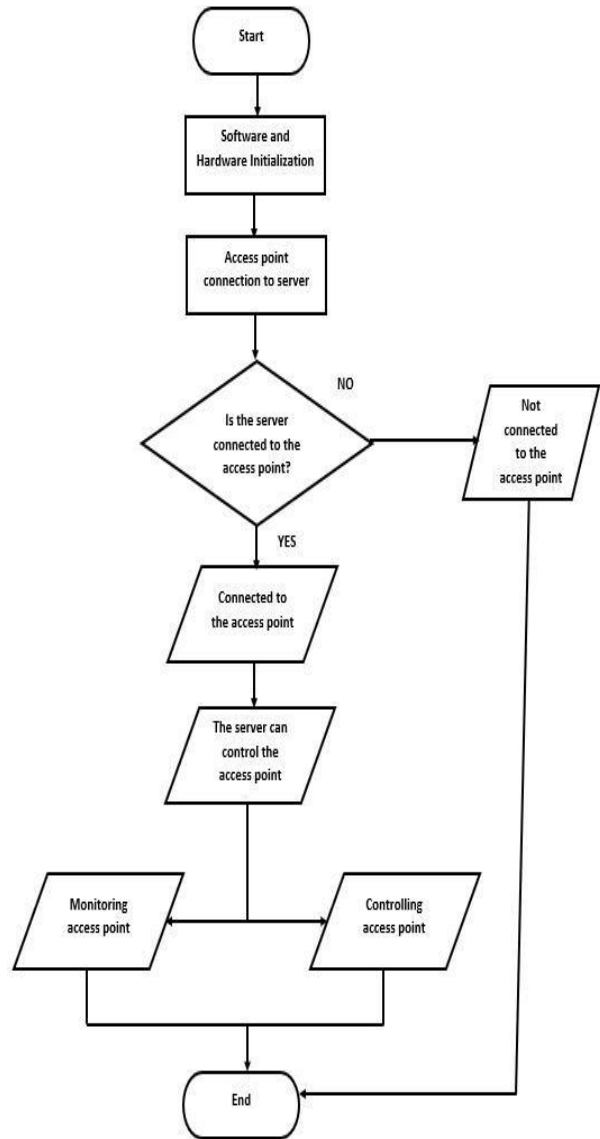 Start
Software and
Hardware Initialization
Access point
connection to server
NO
Is the server
connected to the
access point?
Not
connected
to the
access point
YES
Connected to
the access point
The server can
control the
access point
Monitoring
access point
Controlling
access point
End